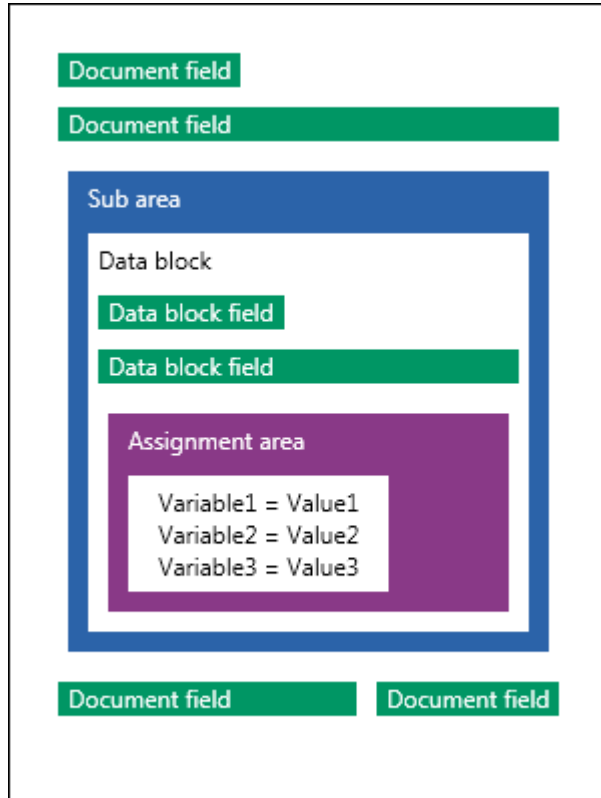 Document field
Document field
Sub area
Data block
Data block field
Data block field
Assignment area
Variable1 = Value1
Variable2 = Value2
Variable3 = Value3
Document field
Document field